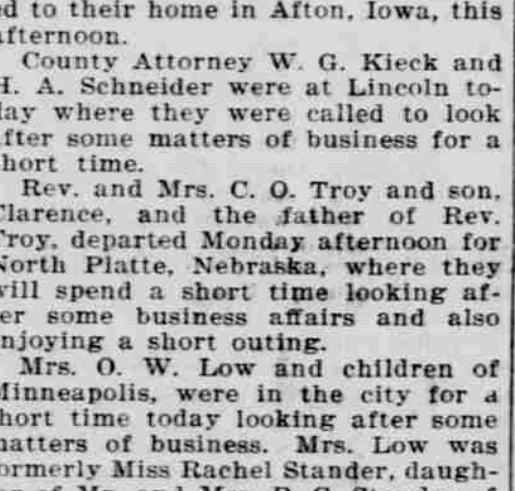 ed to their home in Afton, Iowa, this
afternoon.
County Attorney W. G. Kieck and
H. A. Schneider were at Lincoln to-
day where they were called to look
after some matters of business for a
short time.
Rev. and Mrs. C. O. Troy and son,
Clarence, and the father of Rev.
Troy, departed Monday afternoon for
North Platte, Nebraska, where they
will spend a short time looking af-
ter some business affairs and also
enjoying a short outing.
Mrs. O. W. Low and children of
Minneapolis, were in the city for a
short time today looking after some
matters of business. Mrs. Low was
formerly Miss Rachel Stander, daugh-